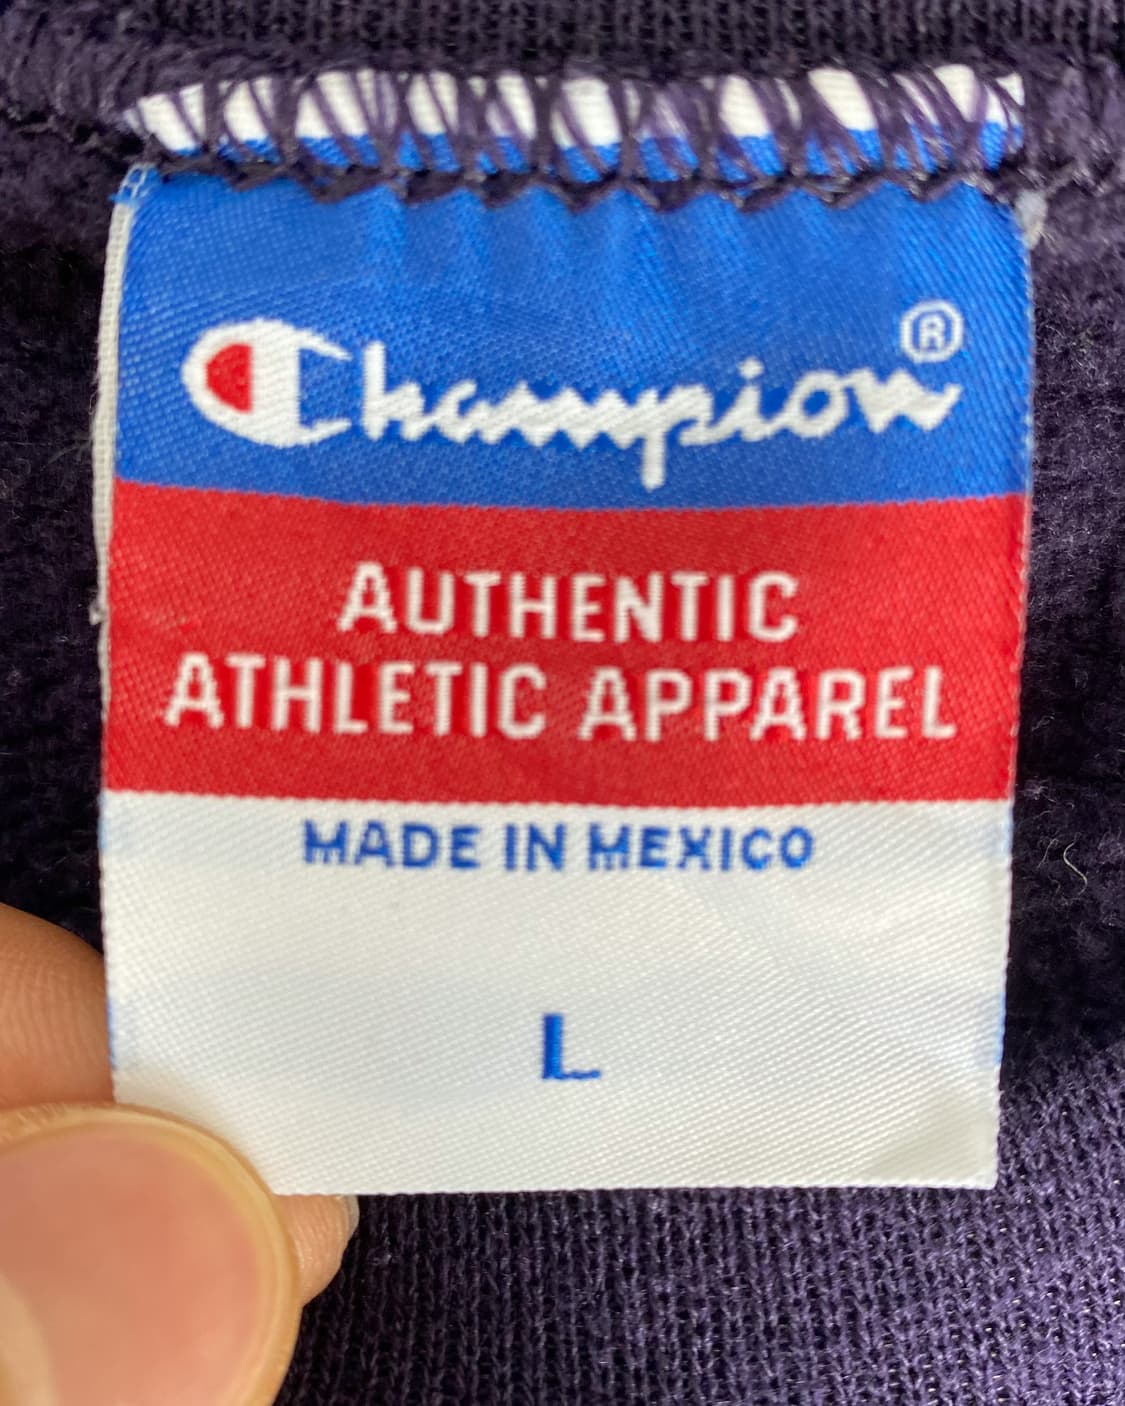 Champion®
AUTHENTIC
ATHLETIC APPAREL
MADE IN MEXICO
L